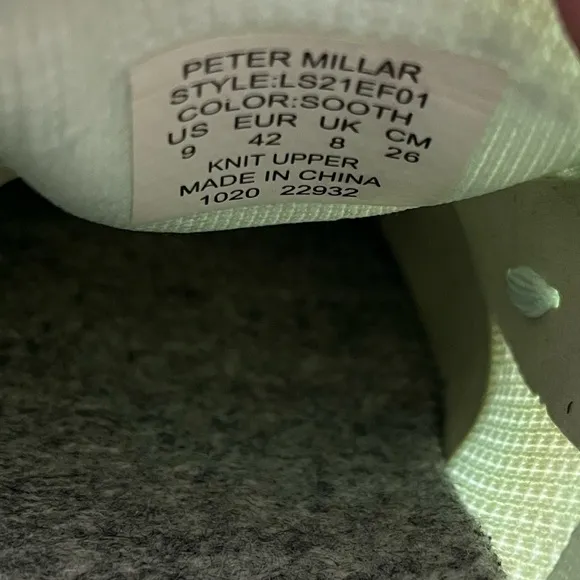 PETER MILLAR
STYLE:LS21EF01
COLOR:SOOTH
US EUR UK CM
9 42 8 26
KNIT UPPER
MADE IN CHINA
1020 22932